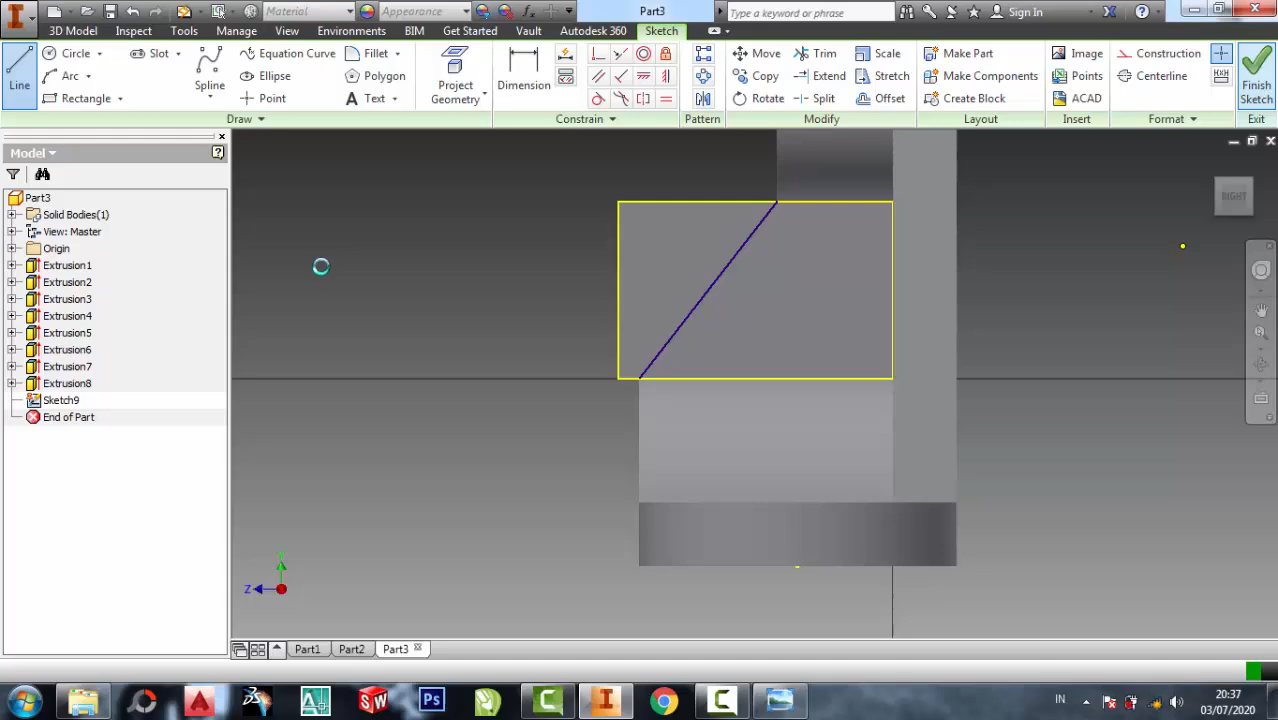 Material
Appearance
fx
Part3
Type a keyword or phrase
Sign In
3D Model Inspect Tools Manage View Environments BIM Get Started Vault Autodesk 360 Sketch
Line
Circle
Arc
Rectangle
Slot
Spline
Equation Curve
Ellipse
Point
Fillet
Polygon
Text
Project
Geometry
Dimension
Move
Copy
Rotate
Trim
Extend
Split
Scale
Stretch
Offset
Make Part
Make Components
Create Block
Image
Points
ACAD
Construction
Centerline
Finish
Sketch
Draw
Constrain
Pattern
Modify
Layout
Insert
Format
Exit
Model
Part3
Solid Bodies(1)
View: Master
Origin
Extrusion1
Extrusion2
Extrusion3
Extrusion4
Extrusion5
Extrusion6
Extrusion7
Extrusion8
Sketch9
End of Part
RIGHT
Z
Part1 Part2 Part3
SW
Ps
IN
20:37
03/07/2020